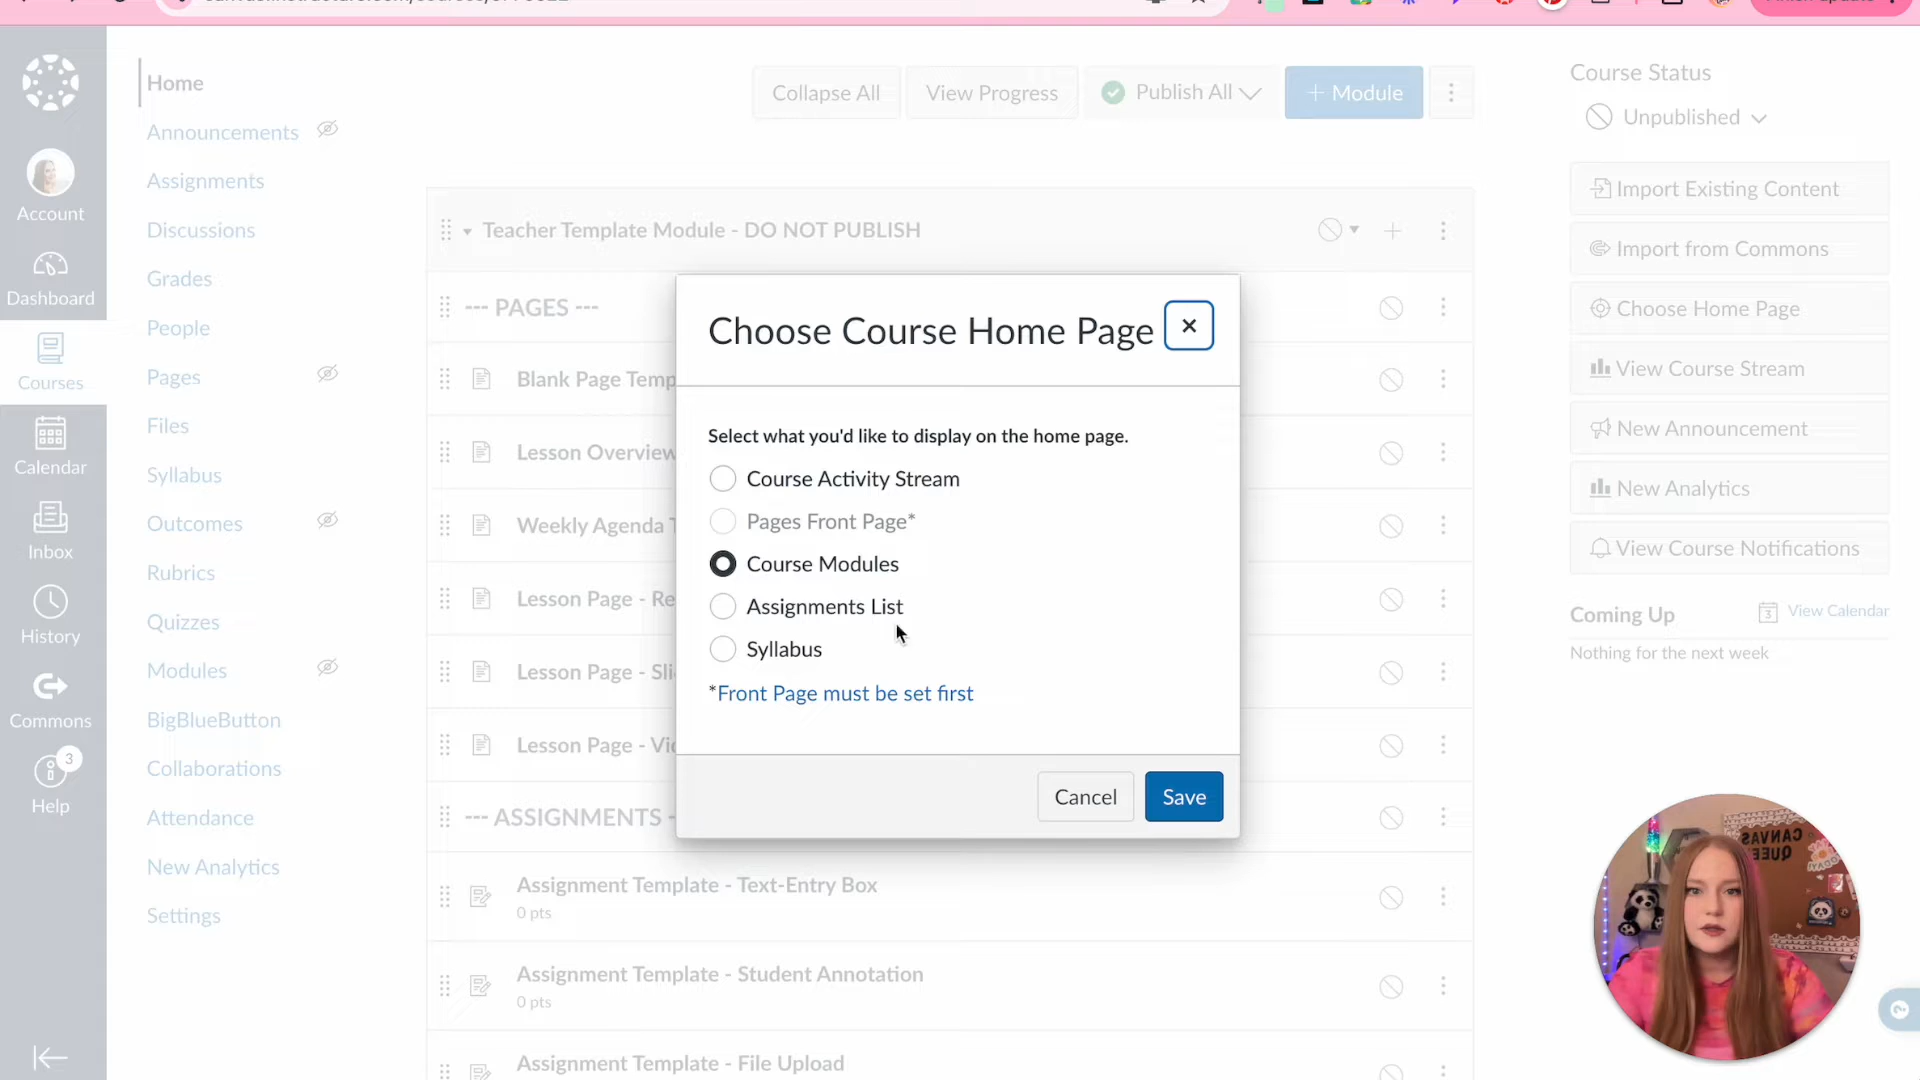 Home
Announcements
Assignments
Discussions
Grades
People
Pages
Files
Syllabus
Outcomes
Rubrics
Quizzes
Modules
BigBlueButton
Collaborations
Attendance
New Analytics
Settings
Account
Dashboard
Courses
Calendar
Inbox
History
Commons
3
Help
Collapse All
View Progress
Publish All
+ Module
Teacher Template Module - DO NOT PUBLISH
--- PAGES ---
Blank Page Temp
Lesson Overview
Weekly Agenda
Lesson Page - Re
Lesson Page - Sli
Lesson Page - Vi
--- ASSIGNMENTS -
Assignment Template - Text-Entry Box
0 pts
Assignment Template - Student Annotation
0 pts
Assignment Template - File Upload
Choose Course Home Page
Select what you'd like to display on the home page.
Course Activity Stream
Pages Front Page*
Course Modules
Assignments List
Syllabus
*Front Page must be set first
Cancel
Save
Course Status
Unpublished
Import Existing Content
Import from Commons
Choose Home Page
View Course Stream
New Announcement
New Analytics
View Course Notifications
Coming Up
3
View Calendar
Nothing for the next week
CANVAS
QUEEN